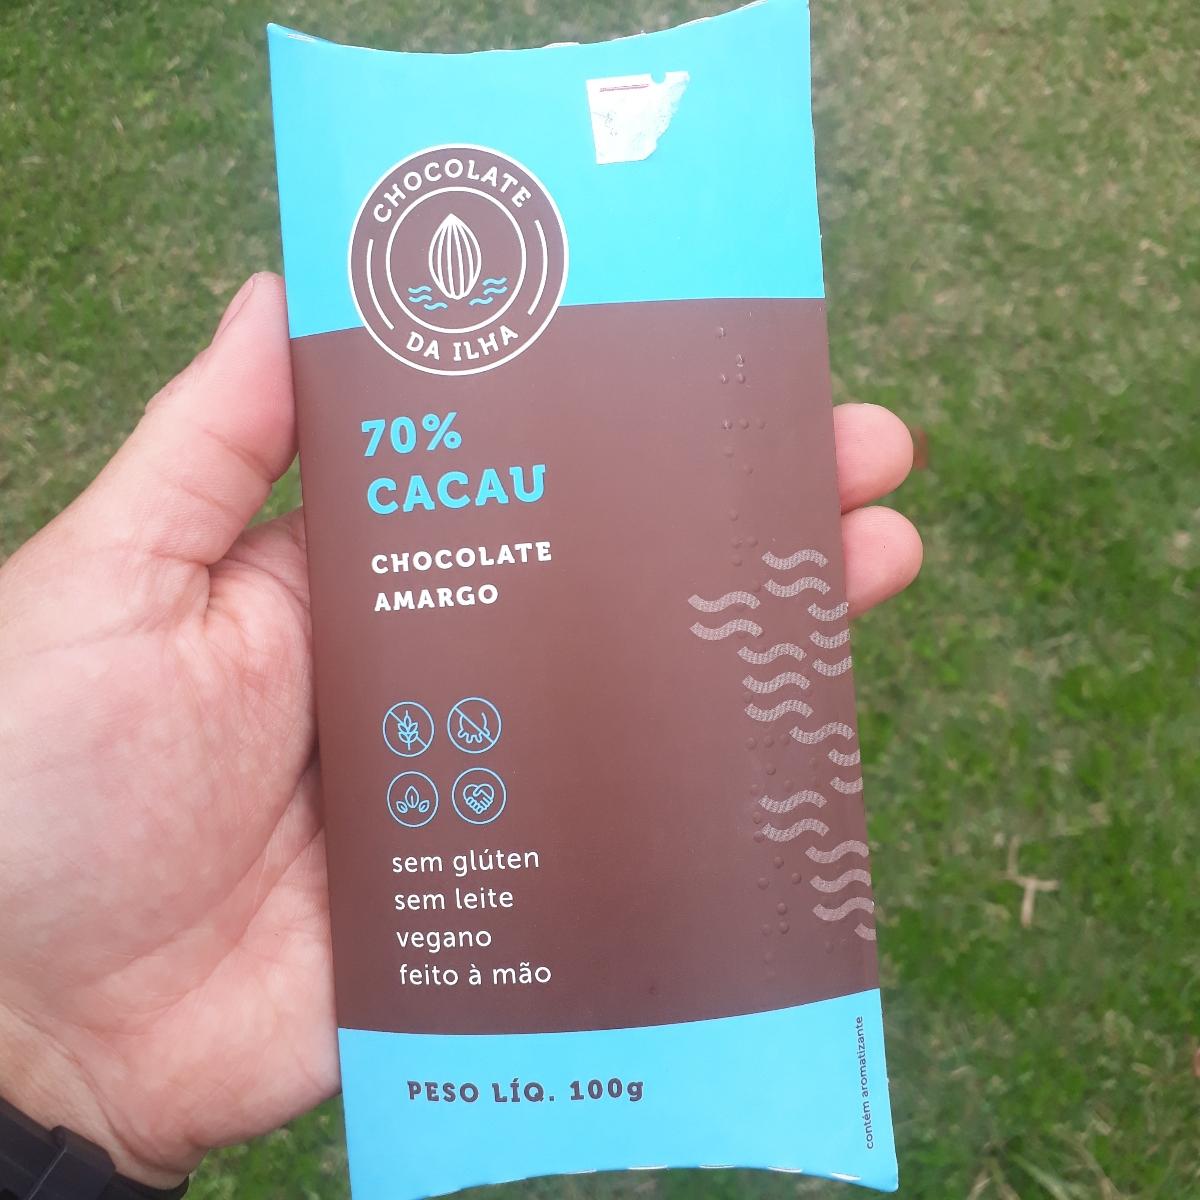 CHOCOLATE
DA ILHA
70%
CACAU
CHOCOLATE
AMARGO
sem glúten
sem leite
vegano
feito à mão
PESO LÍQ. 100g
contém aromatizante